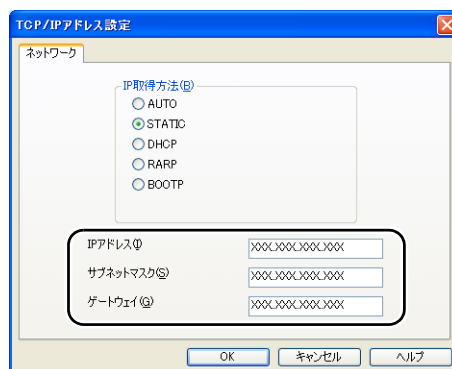 TCP/IPアドレス設定
ネットワーク
IP取得方法(B)
AUTO
STATIC
DHCP
RARP
BOOTP
IPアドレス(I) XXX.XXX.XXX.XXX
サブネットマスク(S) XXX.XXX.XXX.XXX
ゲートウェイ(G) XXX.XXX.XXX.XXX
OK キャンセル ヘルプ